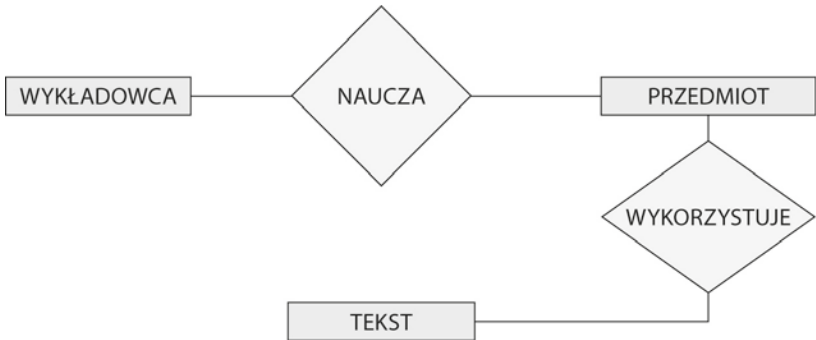 WYKŁADOWCA
NAUCZA
PRZEDMIOT
WYKORZYSTUJE
TEKST